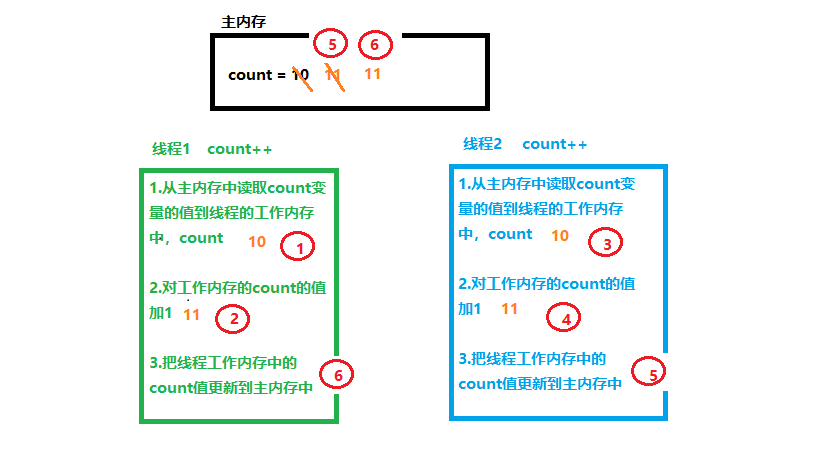 主内存
5 6
count = 10 11 11
线程1 count++
1.从主内存中读取count变
量的值到线程的工作内存
中，count 10 1
2.对工作内存的count的值
加1 11 2
3.把线程工作内存中的
6
count值更新到主内存中
线程2 count++
1.从主内存中读取count变
量的值到线程的工作内存
中，count 10 3
2.对工作内存的count的值
加1 11 4
3.把线程工作内存中的
5
count值更新到主内存中